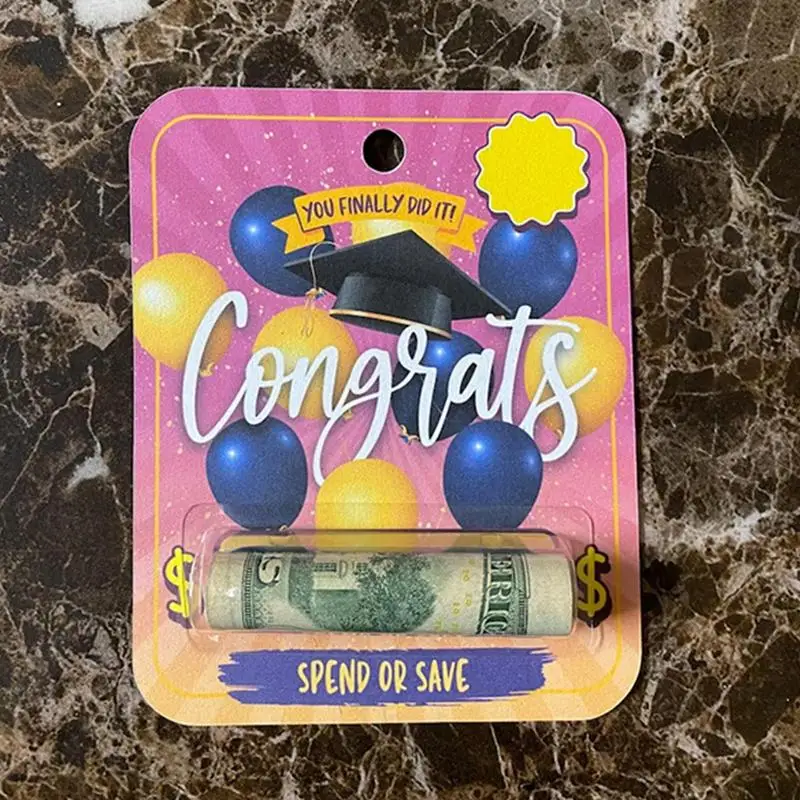 YOU FINALLY DID IT!
Congrats
$ $
SPEND OR SAVE